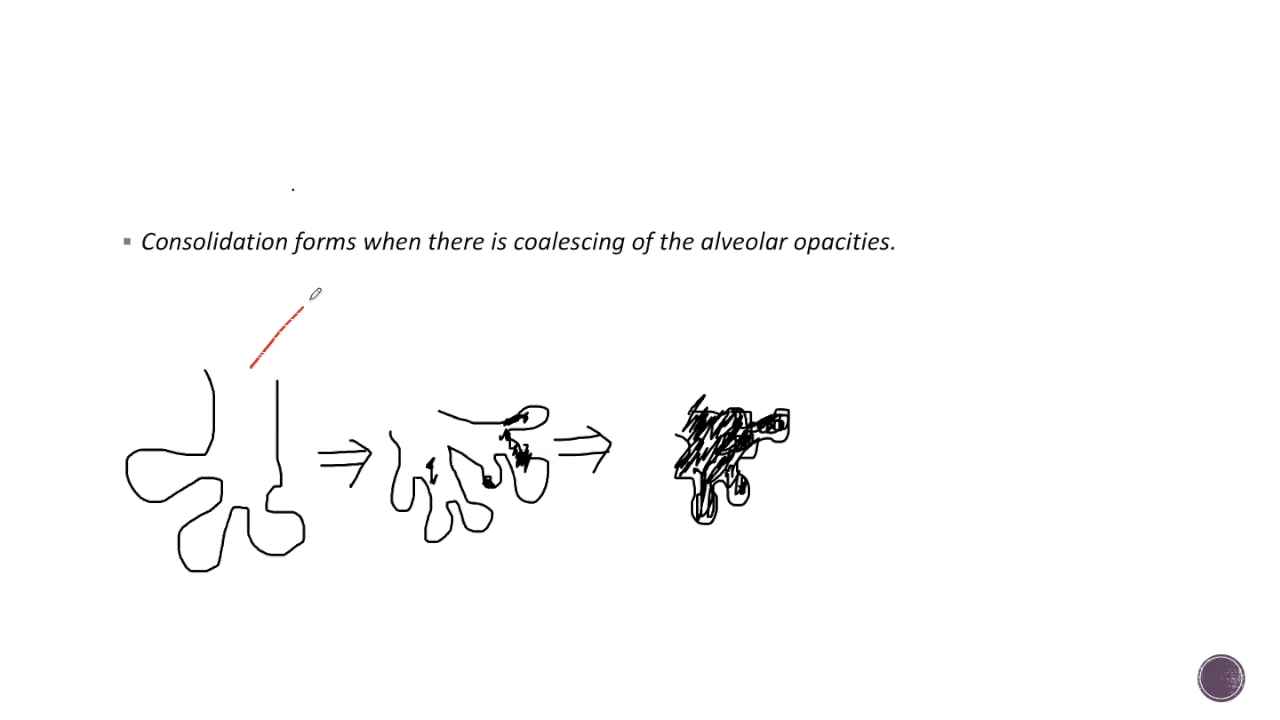 Consolidation forms when there is coalescing of the alveolar opacities.